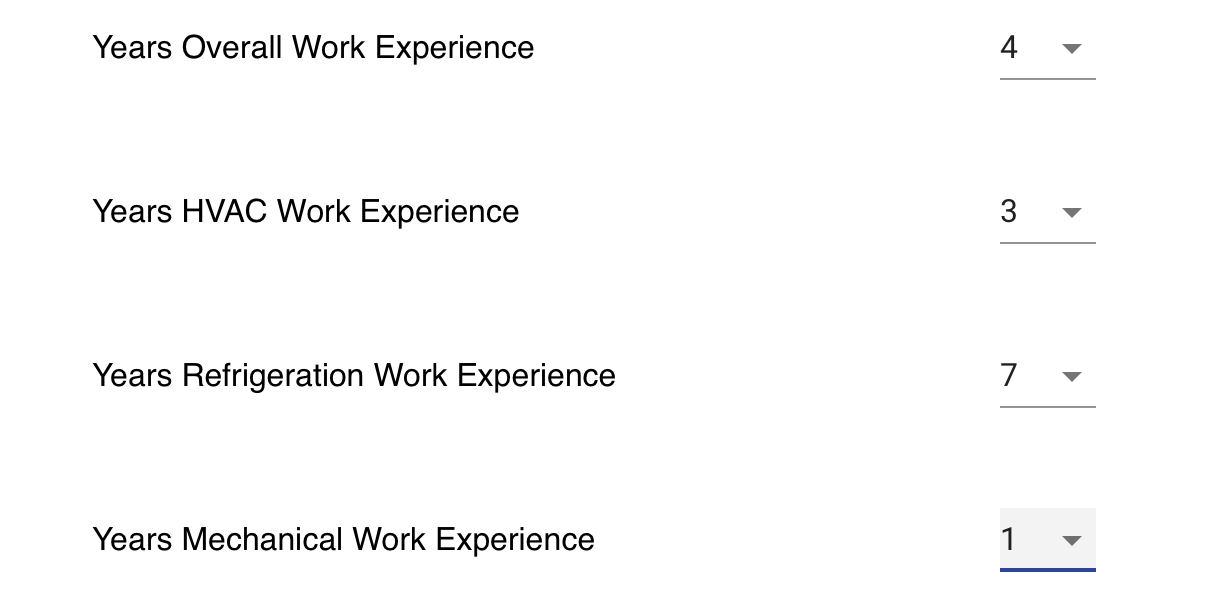 Years Overall Work Experience 4
Years HVAC Work Experience 3
Years Refrigeration Work Experience 7
Years Mechanical Work Experience 1